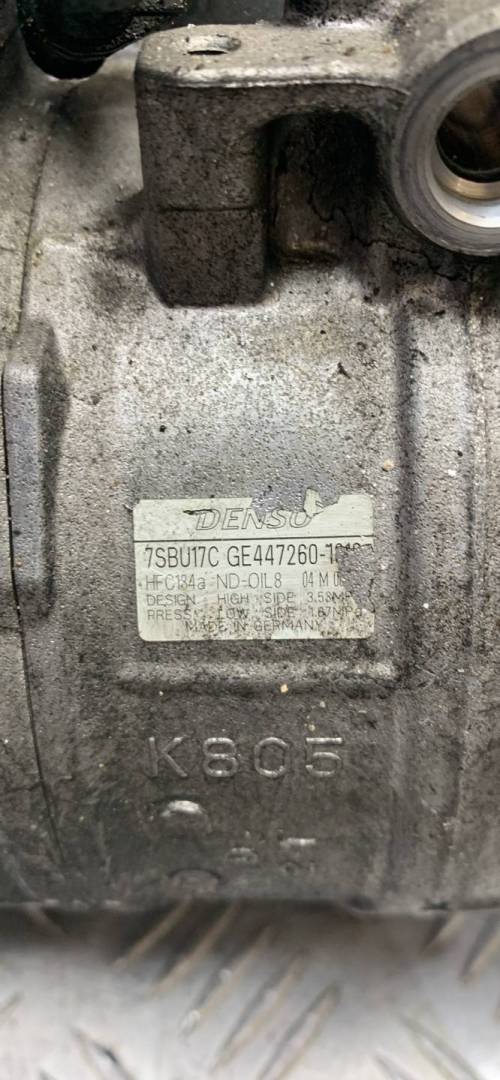 DENSO
7SBU17C GE447260-1
HFC134a ND-OIL8 04 M
DESIGN HIGH SIDE 3.53MP
PRESS LOW SIDE 1.67MPa
MADE IN GERMANY
K805